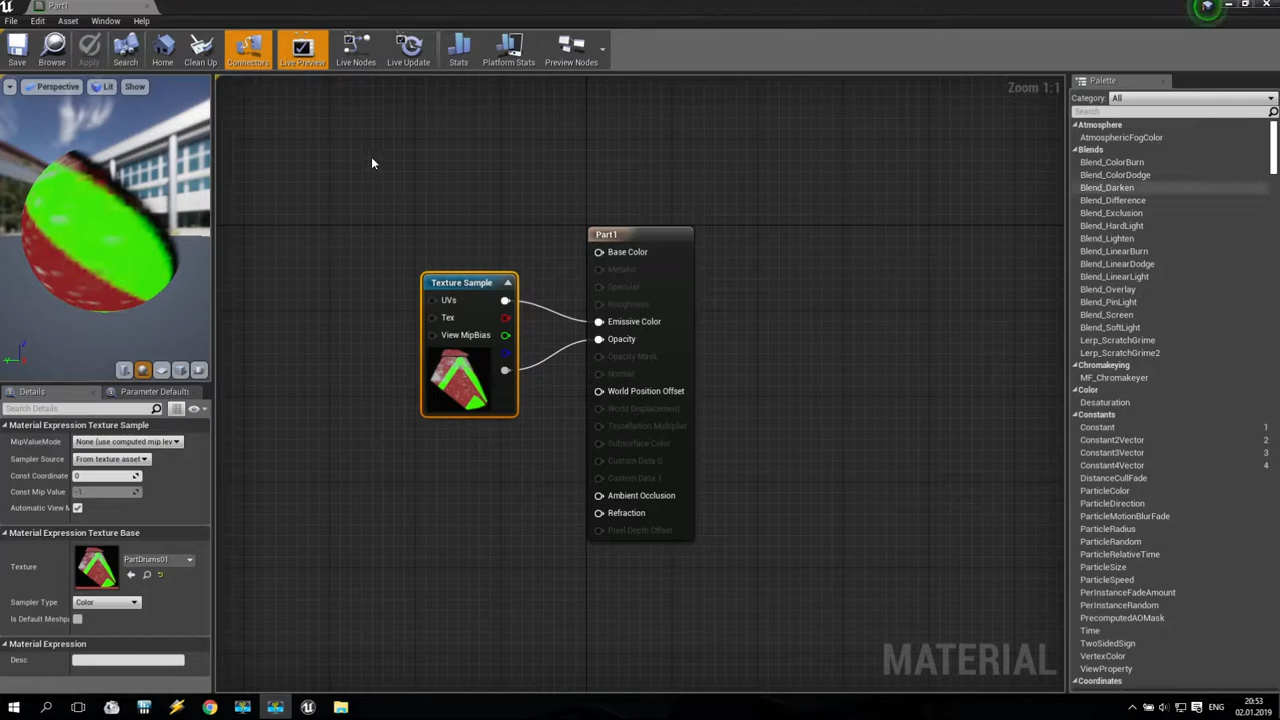 Part1
File Edit Asset Window Help
Save Browse Apply Search Home Clean Up Connectors Live Preview Live Nodes Live Update Stats Platform Stats Preview Nodes
Perspective Lit Show
Zoom 1:1
Palette
Category: All
Search
Atmosphere
AtmosphericFogColor
Blends
Blend_ColorBurn
Blend_ColorDodge
Blend_Darken
Blend_Difference
Blend_Exclusion
Blend_HardLight
Blend_Lighten
Blend_LinearBurn
Blend_LinearDodge
Blend_LinearLight
Blend_Overlay
Blend_PinLight
Blend_Screen
Blend_SoftLight
Lerp_ScratchGrime
Lerp_ScratchGrime2
Chromakeying
MF_Chromakeyer
Color
Desaturation
Constants
Constant 1
Constant2Vector 2
Constant3Vector 3
Constant4Vector 4
DistanceCullFade
ParticleColor
ParticleDirection
ParticleMotionBlurFade
ParticleRadius
ParticleRandom
ParticleRelativeTime
ParticleSize
ParticleSpeed
PerInstanceFadeAmount
PerInstanceRandom
PrecomputedAOMask
Time
TwoSidedSign
VertexColor
ViewProperty
Coordinates
Texture Sample
UVs
Tex
View MipBias
Part1
Base Color
Metallic
Specular
Roughness
Emissive Color
Opacity
Opacity Mask
Normal
World Position Offset
World Displacement
Tessellation Multiplier
Subsurface Color
Custom Data 0
Custom Data 1
Ambient Occlusion
Refraction
Pixel Depth Offset
MATERIAL
Details Parameter Default
Search Details
Material Expression Texture Sample
MipValueMode None (use computed mip lev
Sampler Source From texture asset
Const Coordinate 0
Const Mip Value -1
Automatic View M
Material Expression Texture Base
Texture PartDrums01
Sampler Type Color
Is Default Meshpa
Material Expression
Desc
ENG 20:53
02.01.2019